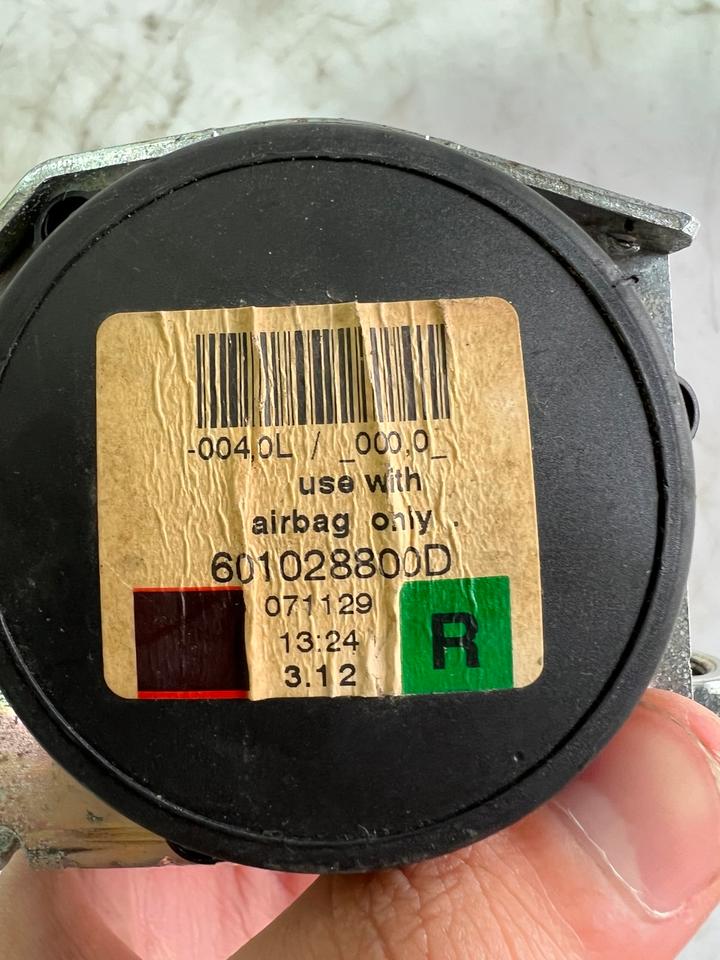 -004,0L / _000,0_
use with
airbag only .
601028800D
071129
13:24
3.12
R